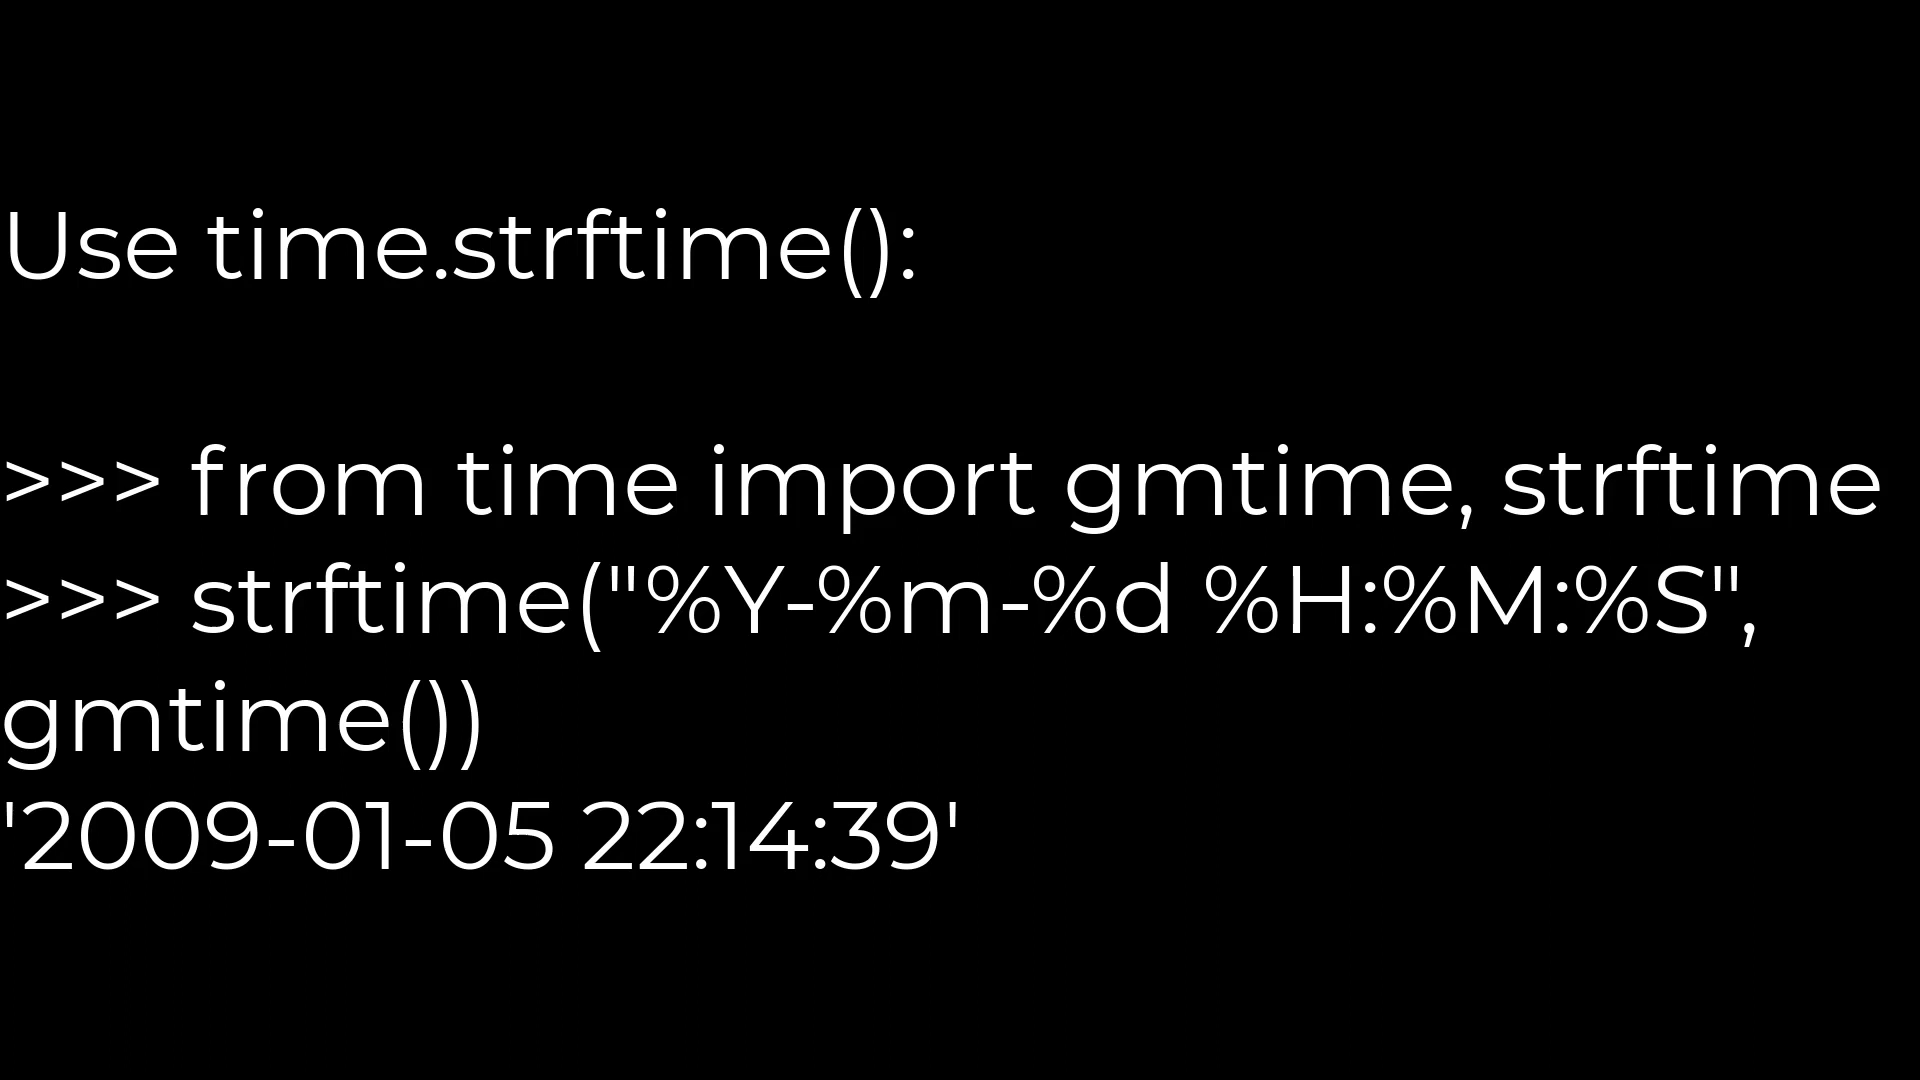 Use time.strftime():
>>> from time import gmtime, strftime
>>> strftime("%Y-%m-%d %H:%M:%S",
gmtime())
'2009-01-05 22:14:39'